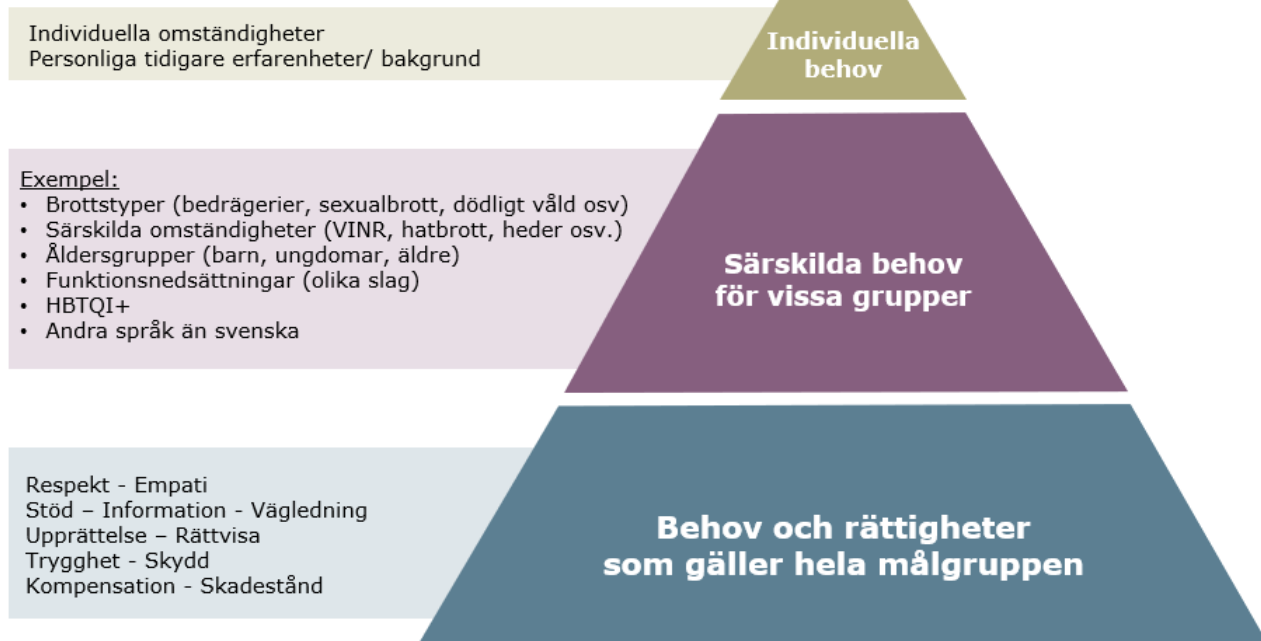 Individuella omständigheter
Personliga tidigare erfarenheter/ bakgrund
Individuella
behov
Exempel:
• Brottstyper (bedrägerier, sexualbrott, dödligt våld osv)
• Särskilda omständigheter (VINR, hatbrott, heder osv.)
• Åldersgrupper (barn, ungdomar, äldre)
• Funktionsnedsättningar (olika slag)
• HBTQI+
• Andra språk än svenska
Särskilda behov
för vissa grupper
Respekt - Empati
Stöd – Information - Vägledning
Upprättelse – Rättvisa
Trygghet - Skydd
Kompensation - Skadestånd
Behov och rättigheter
som gäller hela målgruppen